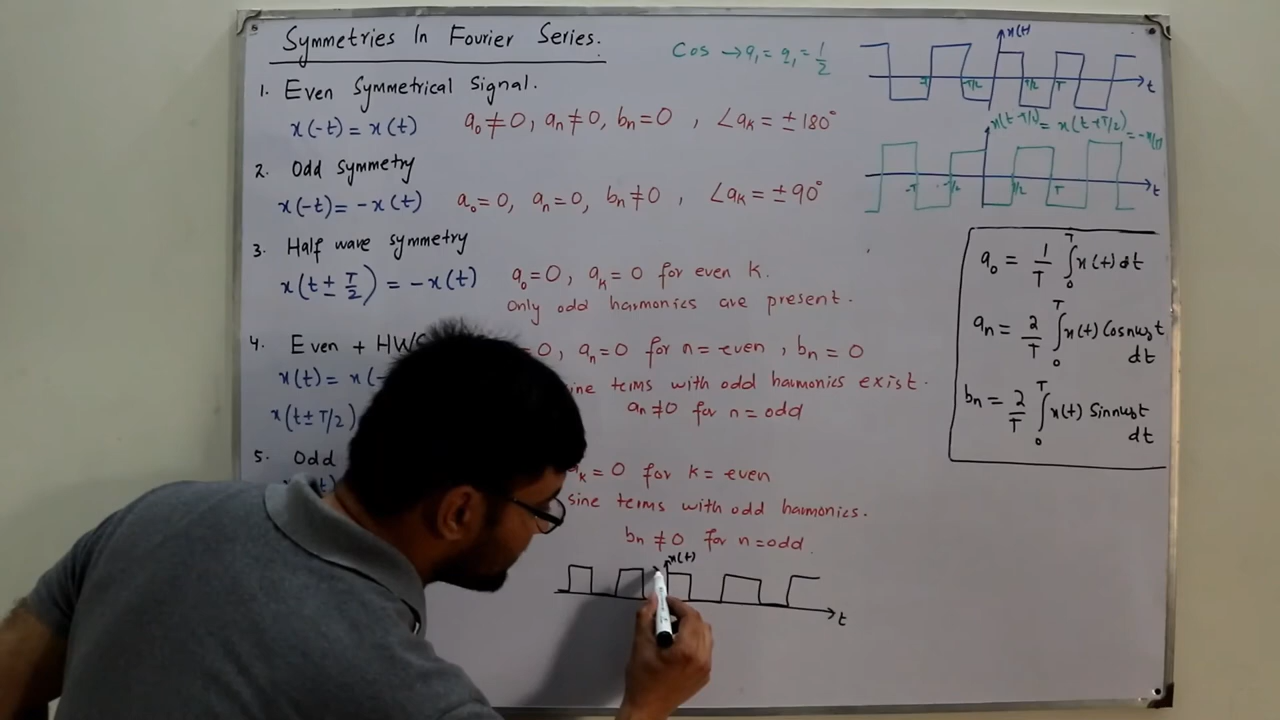 Symmetries In Fourier Series.
Cos → a₁ = a₋₁ = 1/2
1. Even Symmetrical Signal.
x(-t) = x(t)
a₀ ≠ 0, aₙ ≠ 0, bₙ = 0 , ∠aₖ = ± 180°
2. Odd symmetry
x(-t) = -x(t)
a₀ = 0, aₙ = 0, bₙ ≠ 0 , ∠aₖ = ± 90°
3. Half wave symmetry
x(t ± T/2) = -x(t)
a₀ = 0, aₖ = 0 for even k.
Only odd harmonics are present.
4. Even + HWS
= 0, aₙ = 0 for n = even , bₙ = 0
x(t) = x(-
sine terms with odd harmonics exist.
x(t ± T/2)
aₙ ≠ 0 for n = odd
5. Odd
aₖ = 0 for k = even
sine terms with odd harmonics.
bₙ ≠ 0 for n = odd.
x(t)
t
x(t)
-T -T/2 T/2 T t
x(t-T/2) = x(t+T/2) = -x(t)
-T -T/2 T/2 T t
a₀ = 1/T ∫₀ᵀ x(t) dt
aₙ = 2/T ∫₀ᵀ x(t) Cos nω₀t dt
bₙ = 2/T ∫₀ᵀ x(t) Sin nω₀t dt